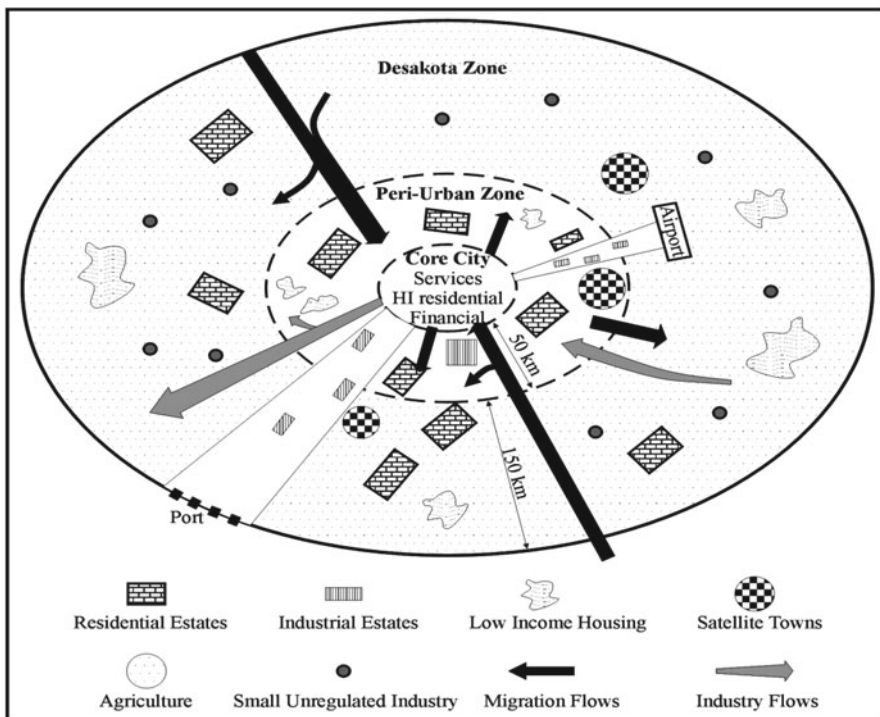 Desakota Zone
Peri-Urban Zone
Airport
Core City
Services
HI residential
Financial
50 km
150 km
Port
Residential Estates
Industrial Estates
Low Income Housing
Satellite Towns
Agriculture
Small Unregulated Industry
Migration Flows
Industry Flows